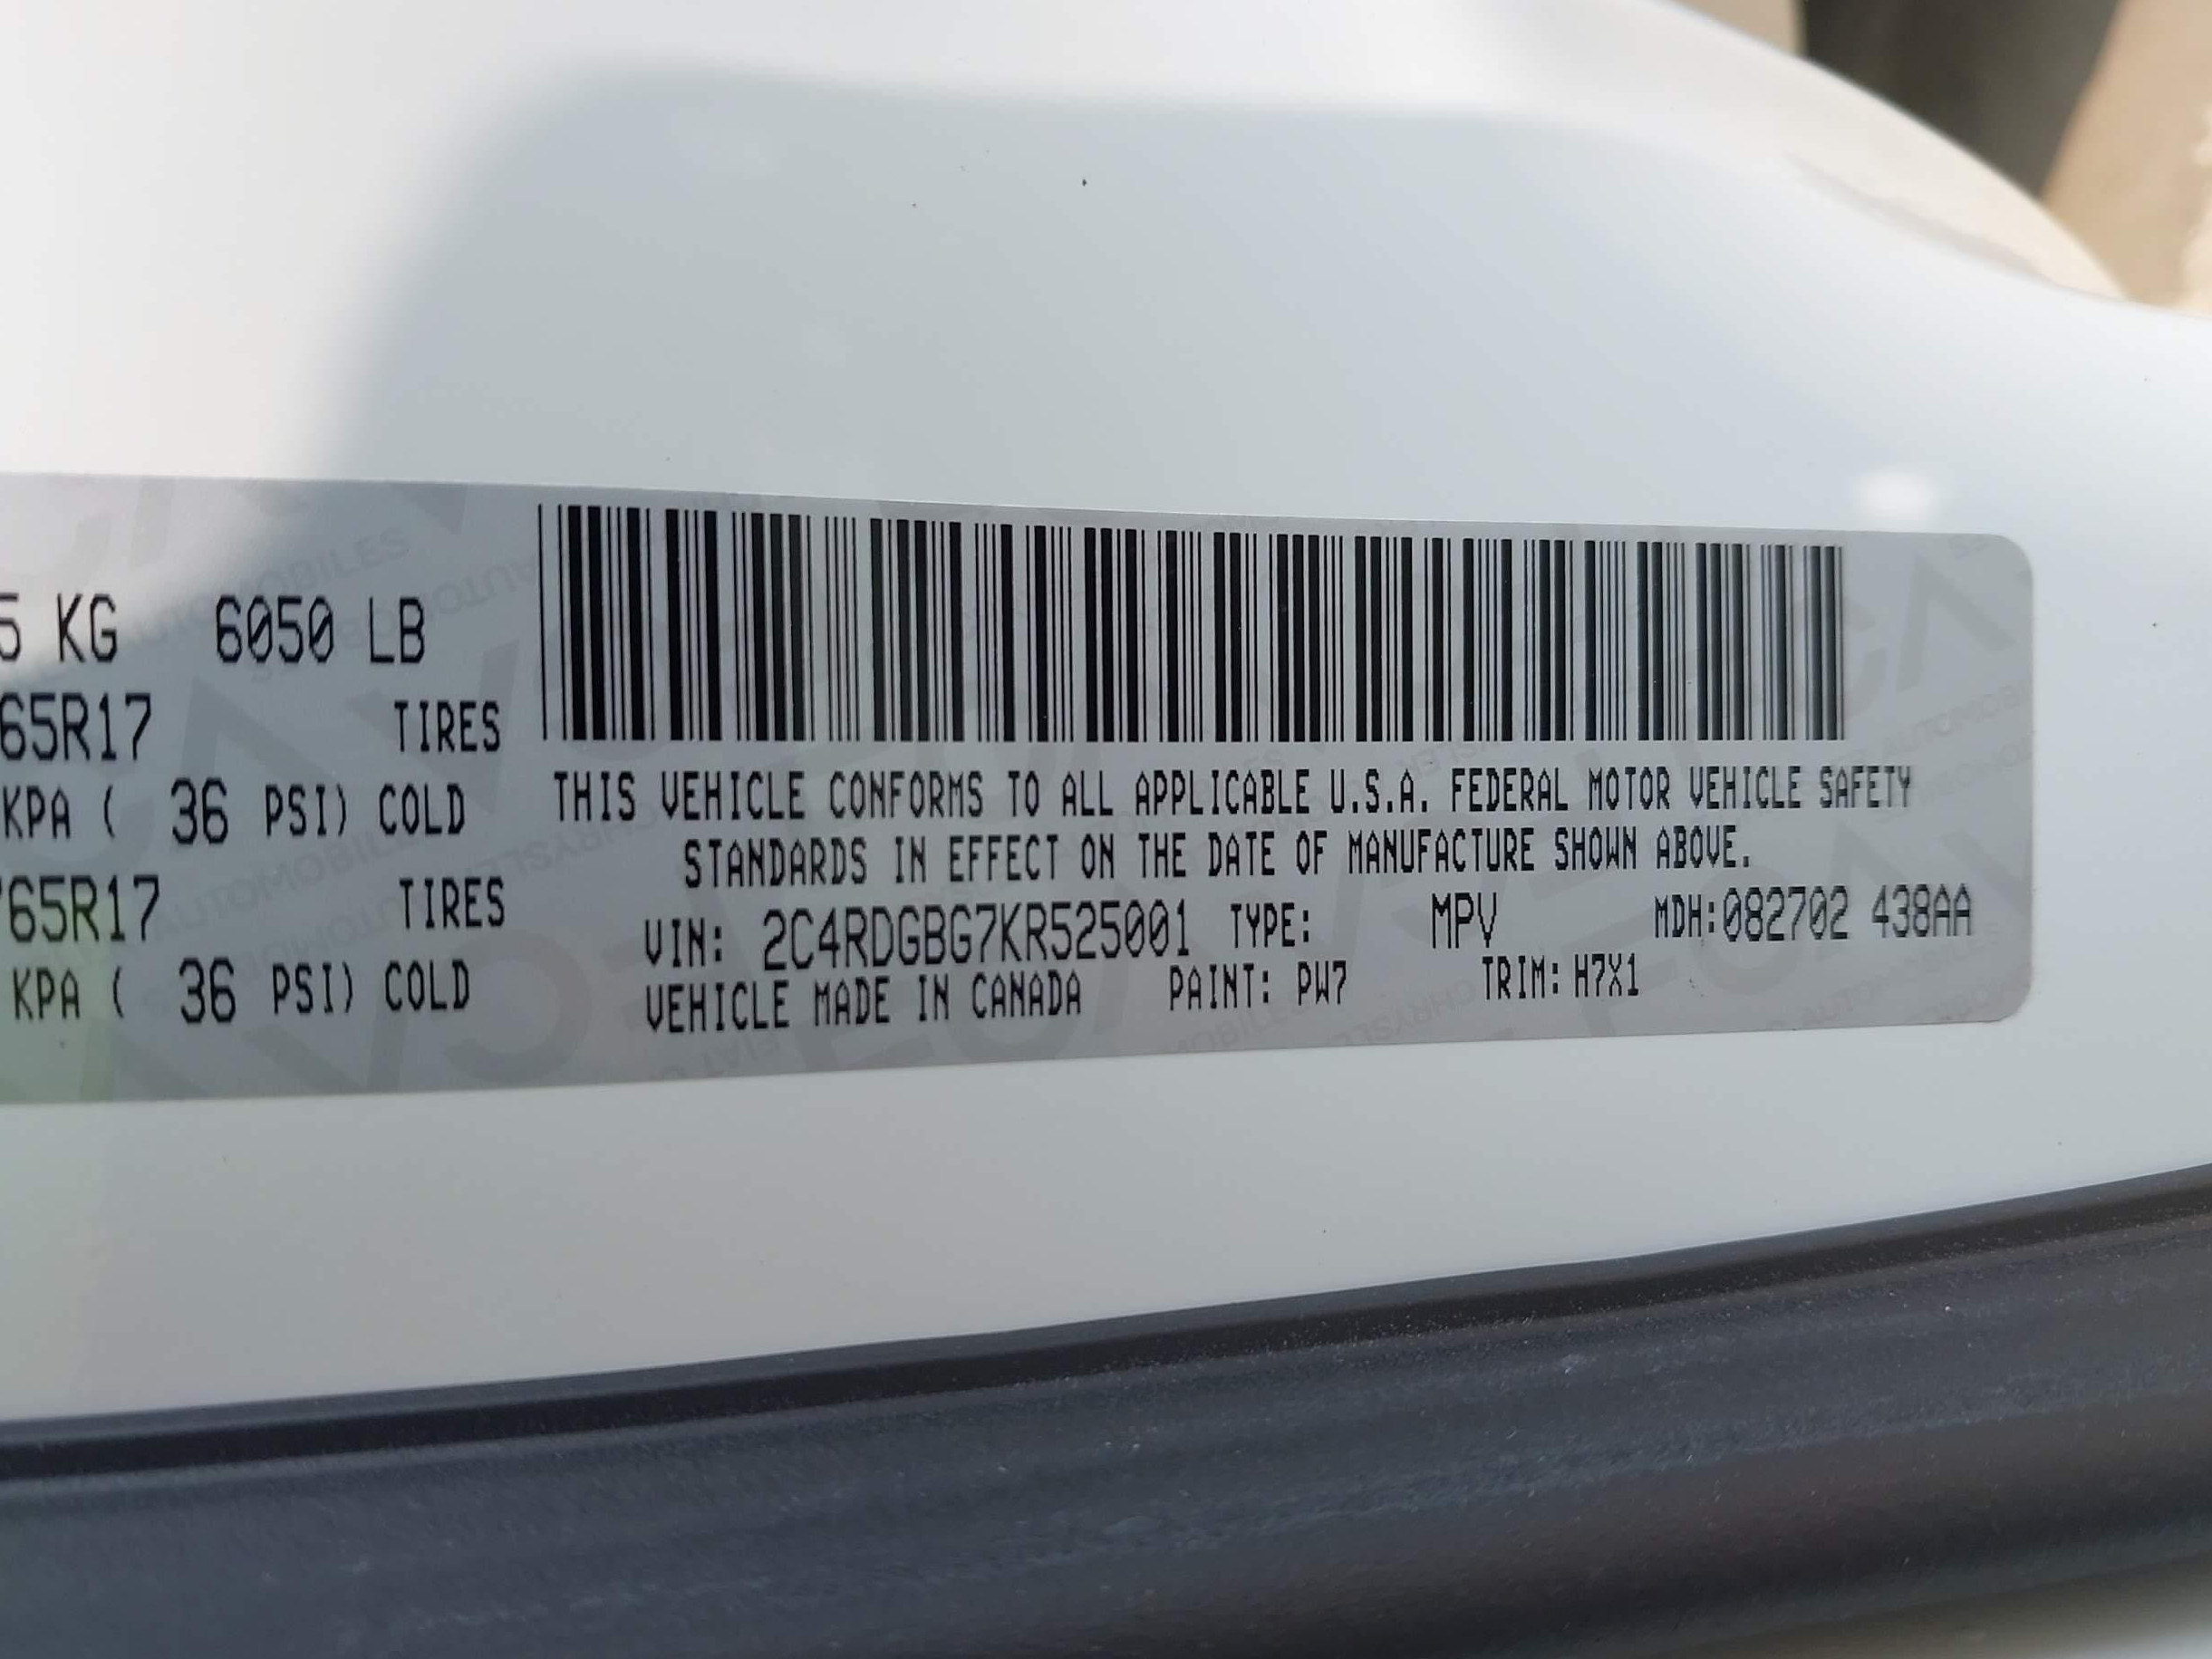 5 KG 6050 LB
65R17 TIRES
KPA ( 36 PSI) COLD
65R17 TIRES
KPA ( 36 PSI) COLD
THIS VEHICLE CONFORMS TO ALL APPLICABLE U.S.A. FEDERAL MOTOR VEHICLE SAFETY
STANDARDS IN EFFECT ON THE DATE OF MANUFACTURE SHOWN ABOVE.
VIN: 2C4RDGBG7KR525001 TYPE: MPV MDH:082702 438AA
VEHICLE MADE IN CANADA PAINT: PW7 TRIM: H7X1